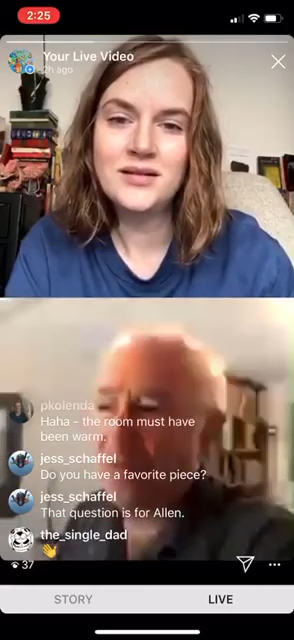 2:25
Your Live Video
2h ago
pkolenda
Haha - the room must have
been warm.
jess_schaffel
Do you have a favorite piece?
jess_schaffel
That question is for Allen.
the_single_dad
👋
37
STORY
LIVE